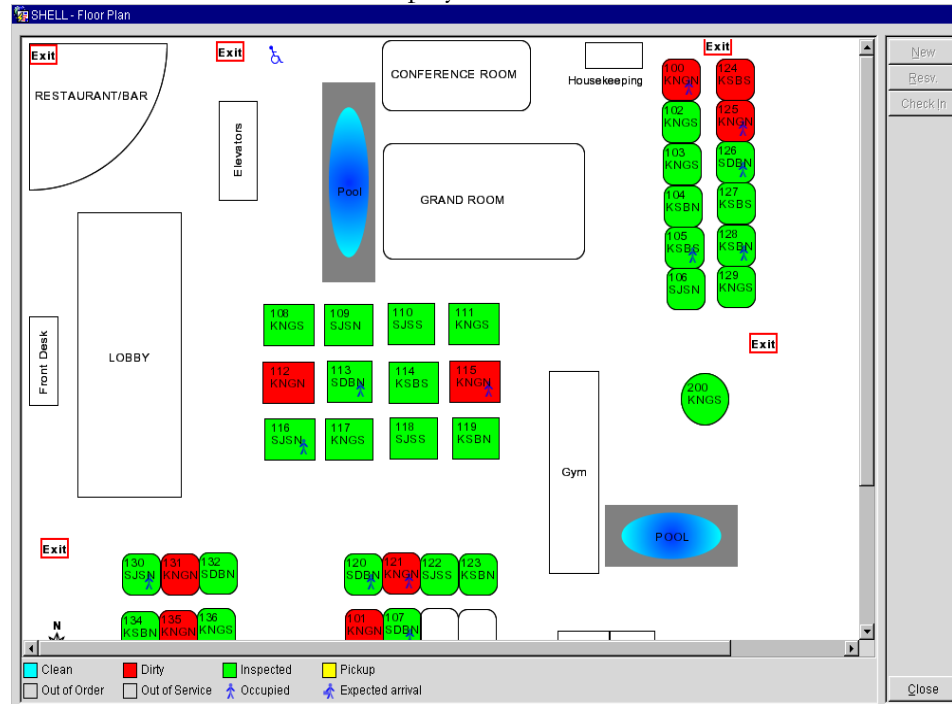 SHELL - Floor Plan
Exit
Exit
Exit
New
Resv.
Check In
RESTAURANT/BAR
CONFERENCE ROOM
Housekeeping
Elevators
Pool
GRAND ROOM
100
KNGN
124
KSBS
102
KNGS
125
KNGN
103
KNGS
126
SDBN
104
KSBN
127
KSBS
105
KSBS
128
KSBN
106
SJSN
129
KNGS
Front Desk
LOBBY
108
KNGS
109
SJSN
110
SJSS
111
KNGS
112
KNGN
113
SDBN
114
KSBS
115
KNGN
116
SJSN
117
KNGS
118
SJSS
119
KSBN
Exit
200
KNGS
Gym
POOL
Exit
130
SJSN
131
KNGN
132
SDBN
120
SDBN
121
KNGN
122
SJSS
123
KSBN
N
134
KSBN
135
KNGN
136
KNGS
101
KNGN
107
SDBN
Clean
Dirty
Inspected
Pickup
Out of Order
Out of Service
Occupied
Expected arrival
Close